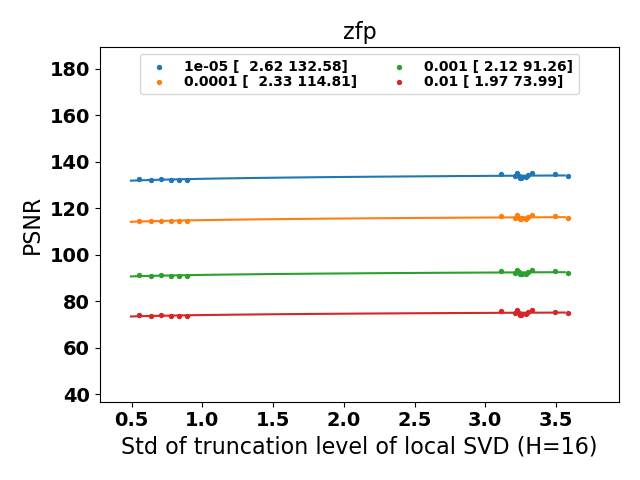 zfp
1e-05 [  2.62 132.58]
0.0001 [  2.33 114.81]
0.001 [ 2.12 91.26]
0.01 [ 1.97 73.99]
180
160
140
120
100
80
60
40
PSNR
0.5 1.0 1.5 2.0 2.5 3.0 3.5
Std of truncation level of local SVD (H=16)